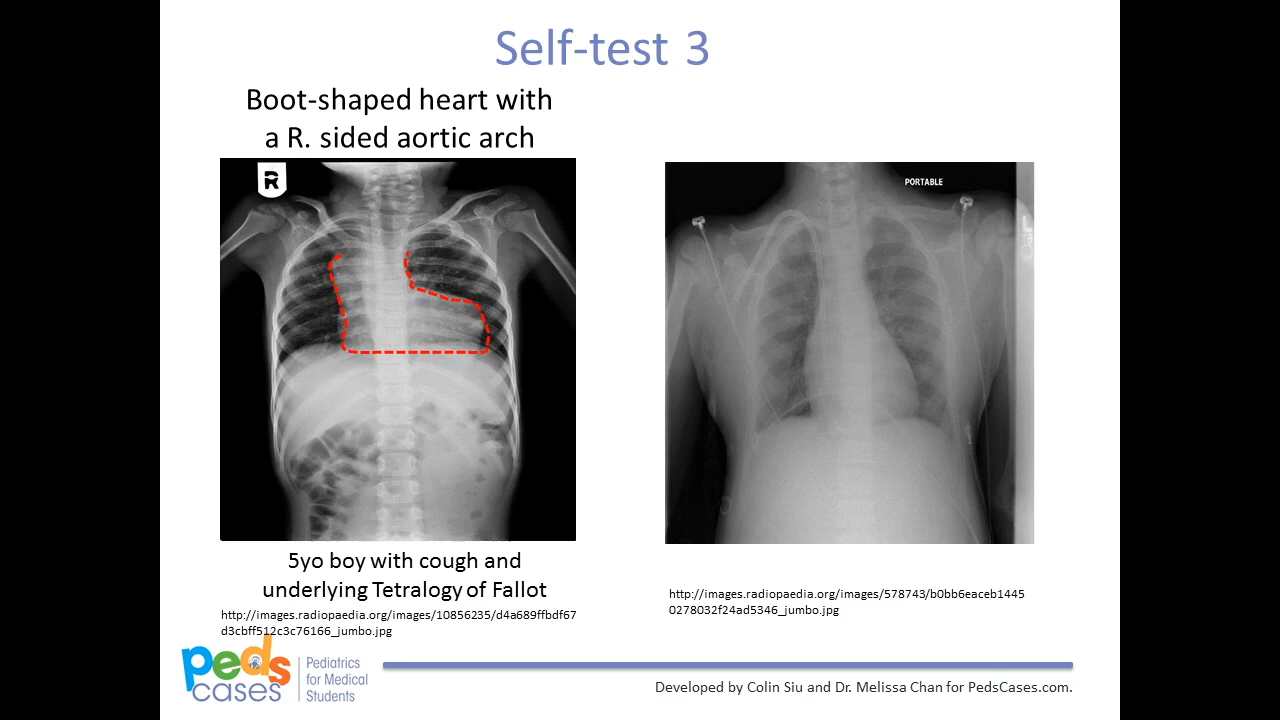 Self-test 3
Boot-shaped heart with
a R. sided aortic arch
R
PORTABLE
5yo boy with cough and
underlying Tetralogy of Fallot
http://images.radiopaedia.org/images/10856235/d4a689ffbdf67
d3cbff512c3c76166_jumbo.jpg
http://images.radiopaedia.org/images/578743/b0bb6eaceb1445
0278032f24ad5346_jumbo.jpg
peds
cases
Pediatrics
for Medical
Students
Developed by Colin Siu and Dr. Melissa Chan for PedsCases.com.